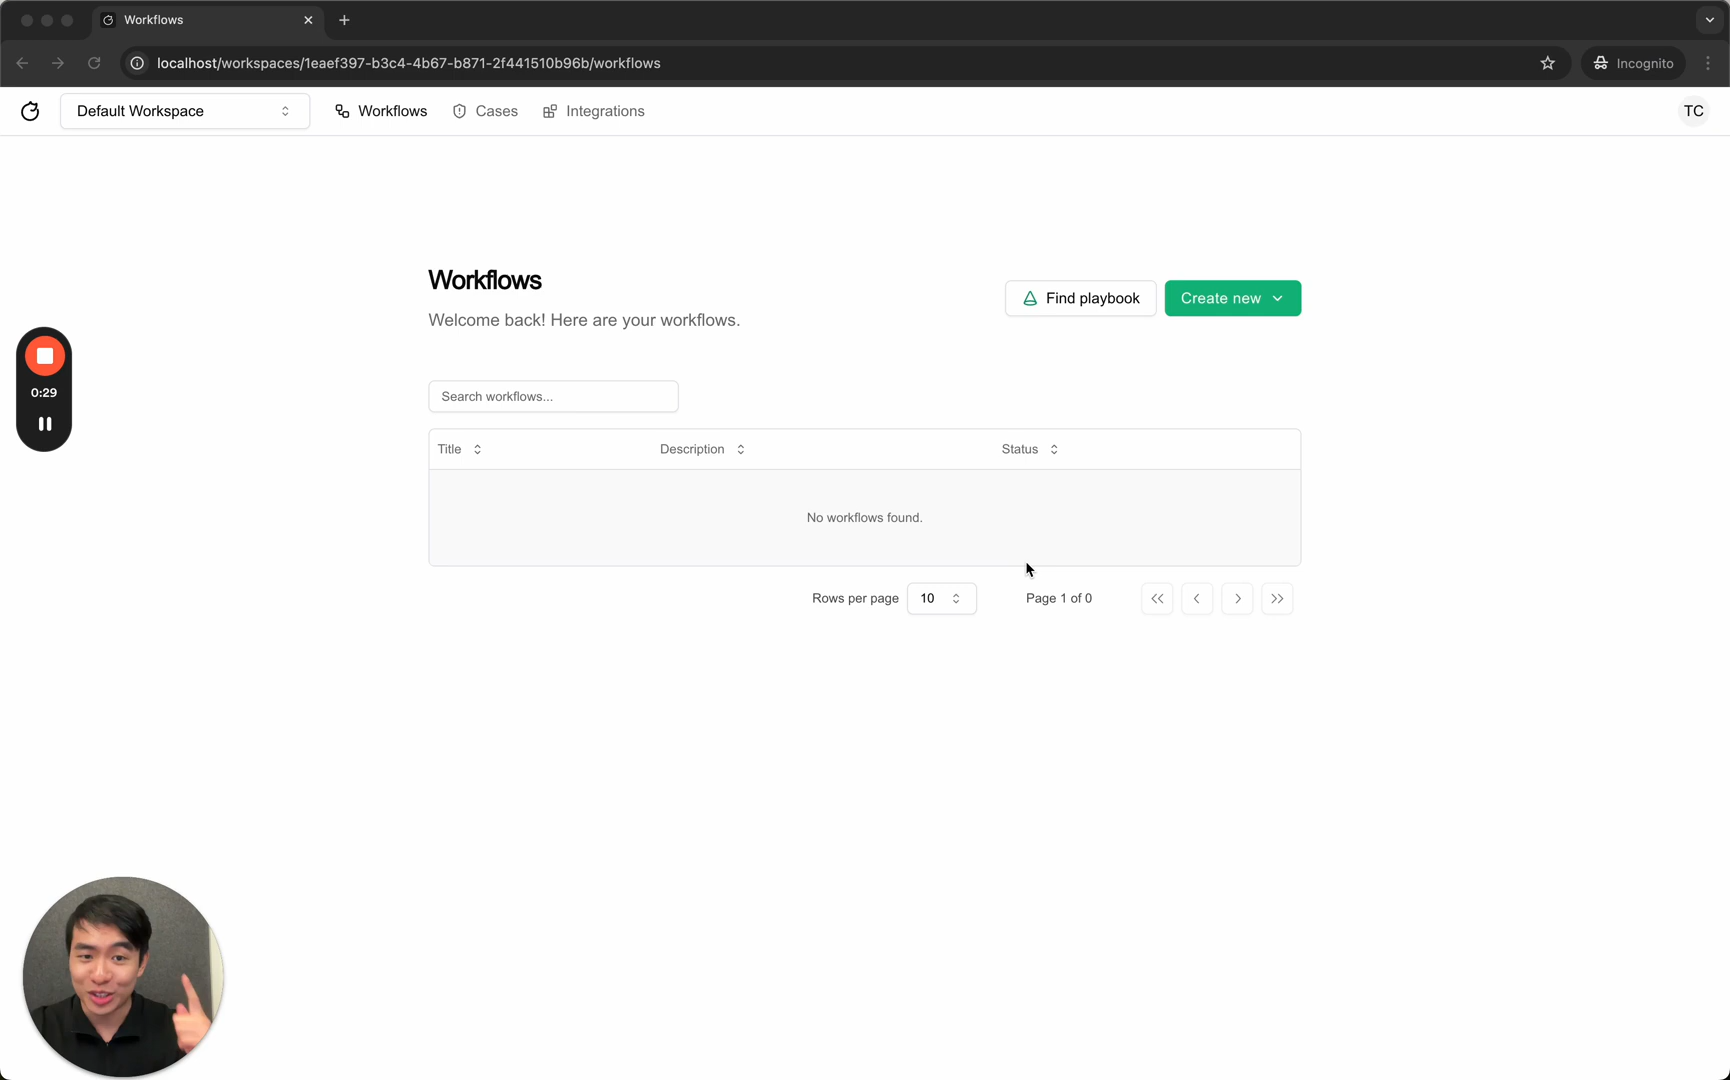 Workflows
localhost/workspaces/1eaef397-b3c4-4b67-b871-2f441510b96b/workflows
Incognito
Default Workspace
Workflows
Cases
Integrations
TC
Workflows
Welcome back! Here are your workflows.
Find playbook
Create new
0:29
Search workflows...
Title
Description
Status
No workflows found.
Rows per page
10
Page 1 of 0